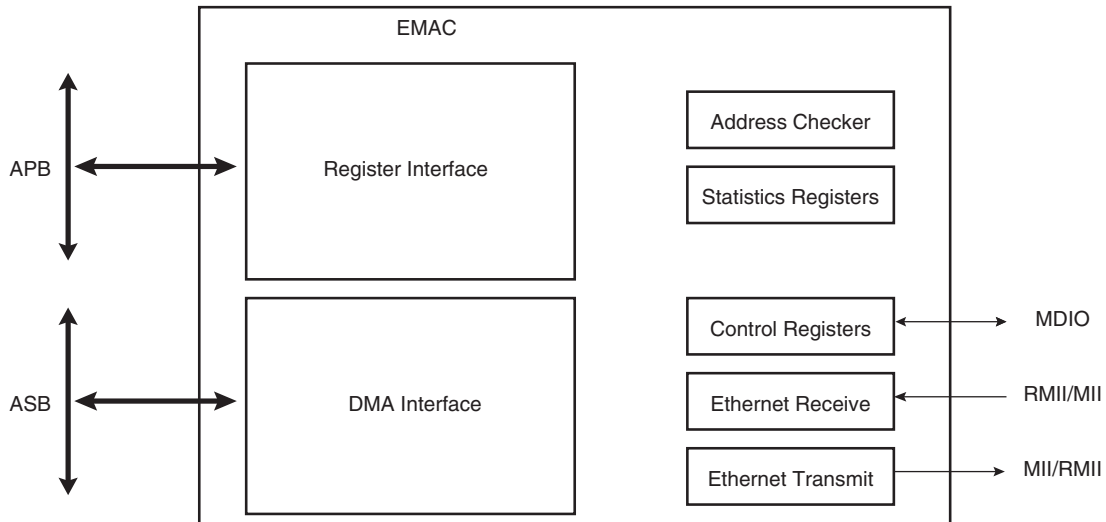 EMAC
APB
Register Interface
Address Checker
Statistics Registers
ASB
DMA Interface
Control Registers
MDIO
Ethernet Receive
RMII/MII
Ethernet Transmit
MII/RMII